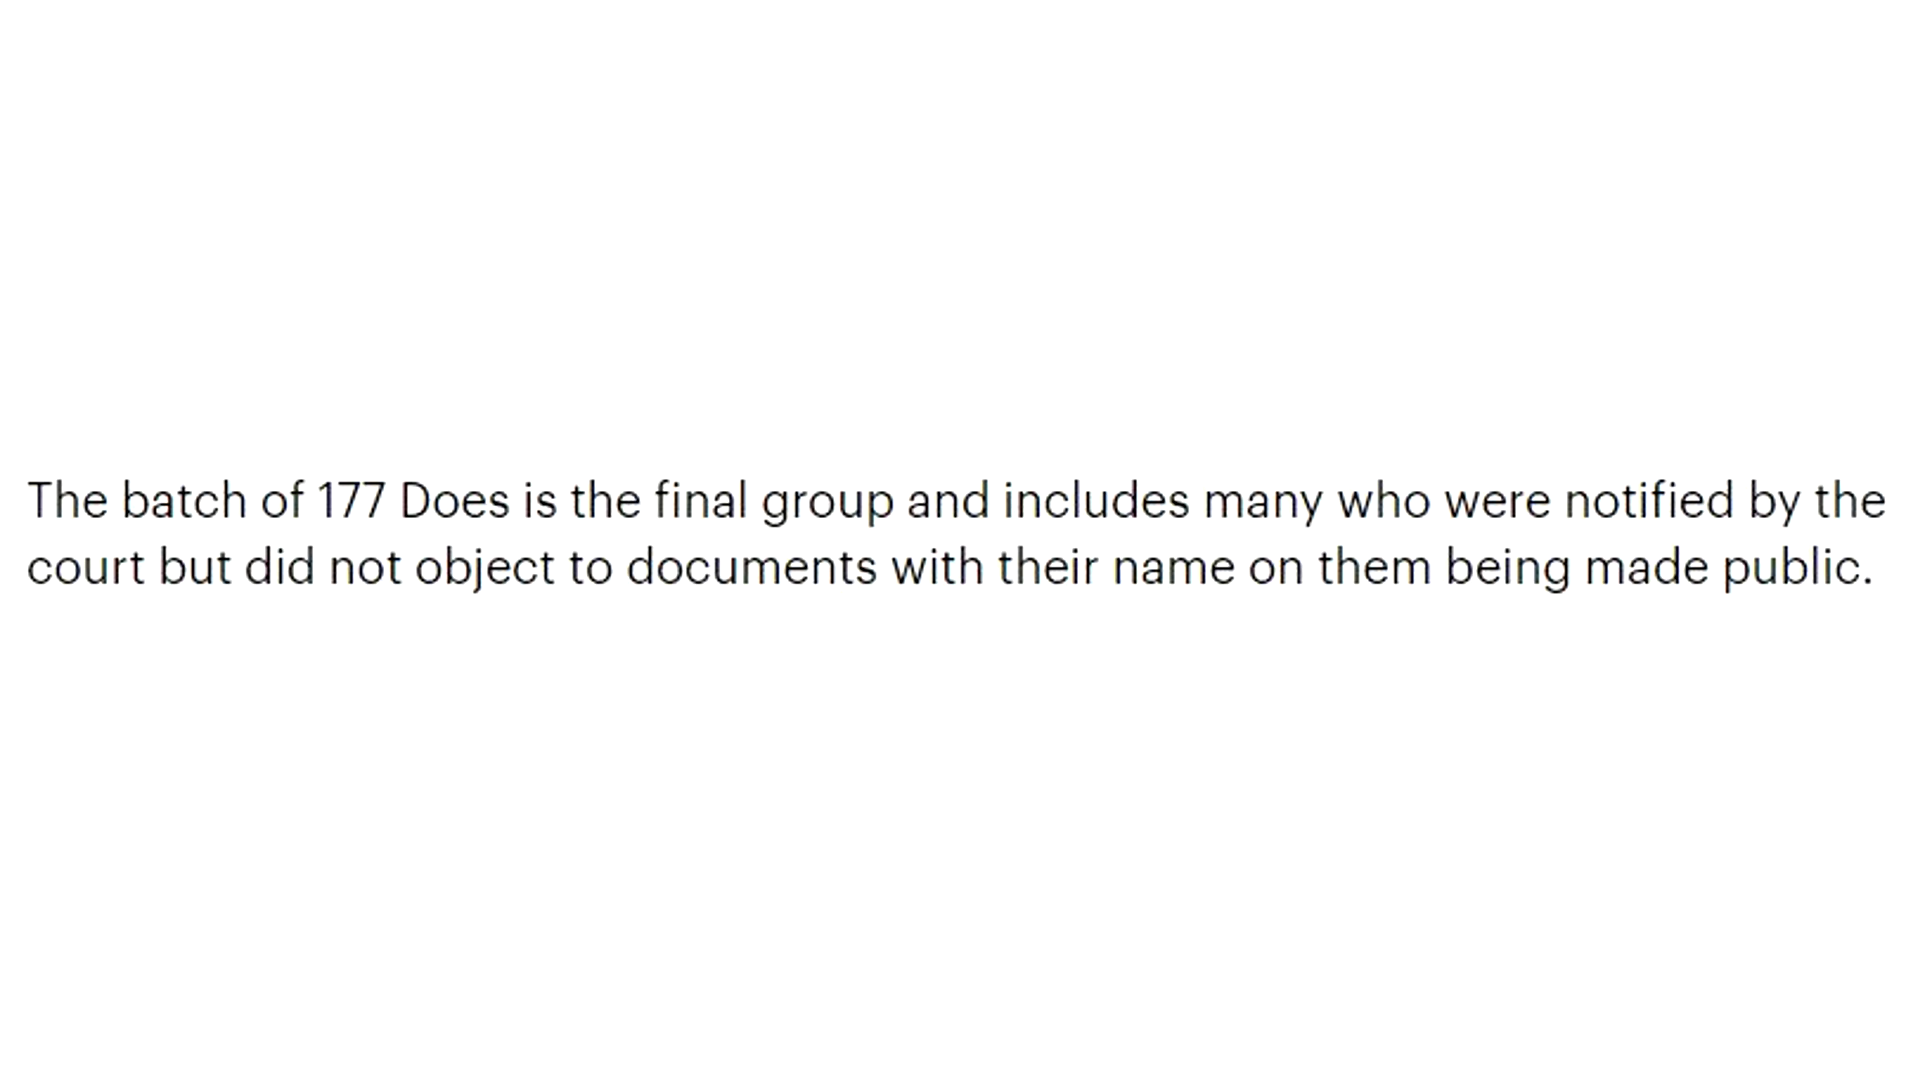 The batch of 177 Does is the final group and includes many who were notified by the
court but did not object to documents with their name on them being made public.